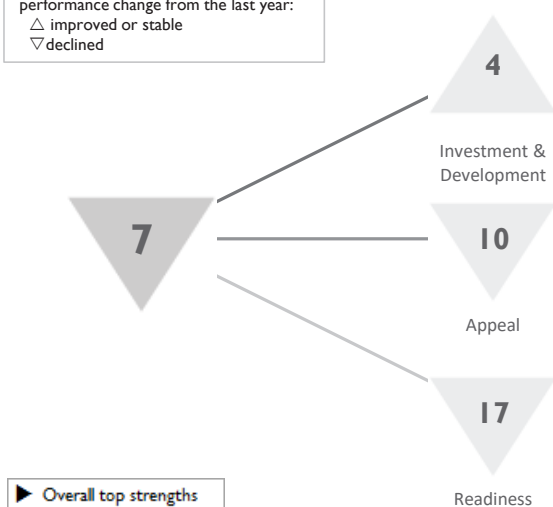 performance change from the last year:
△ improved or stable
▽ declined
4
Investment &
Development
7
10
Appeal
17
Readiness
▶ Overall top strengths